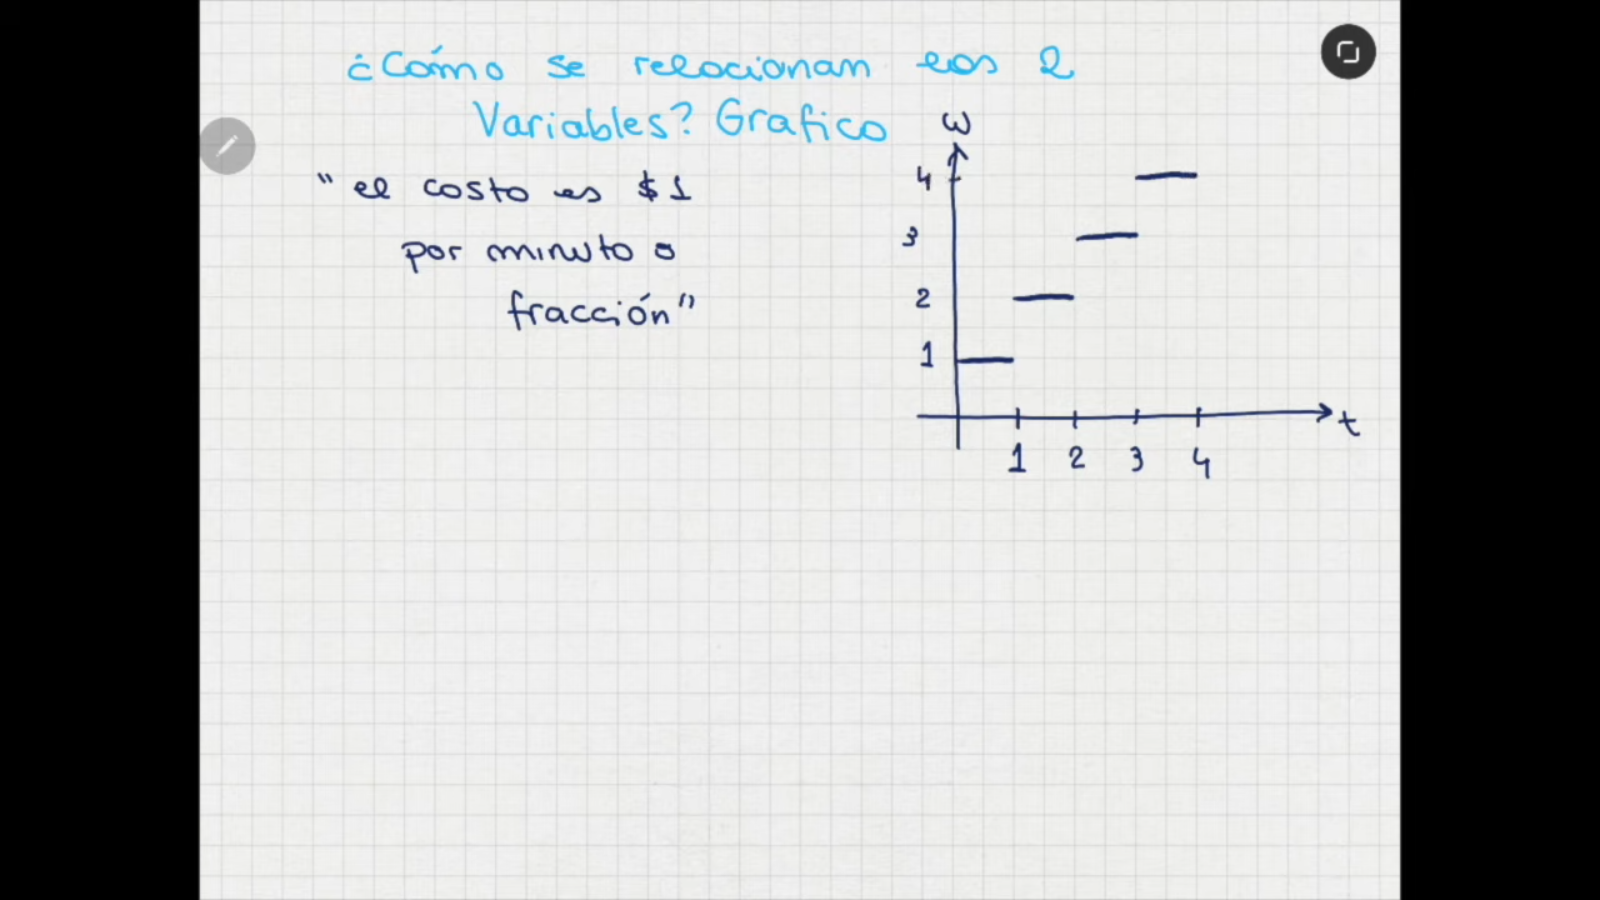 ¿Cómo se relacionan las 2
Variables? Grafico
"el costo es $1
por minuto o
fracción"
ω
4
3
2
1
t
1 2 3 4